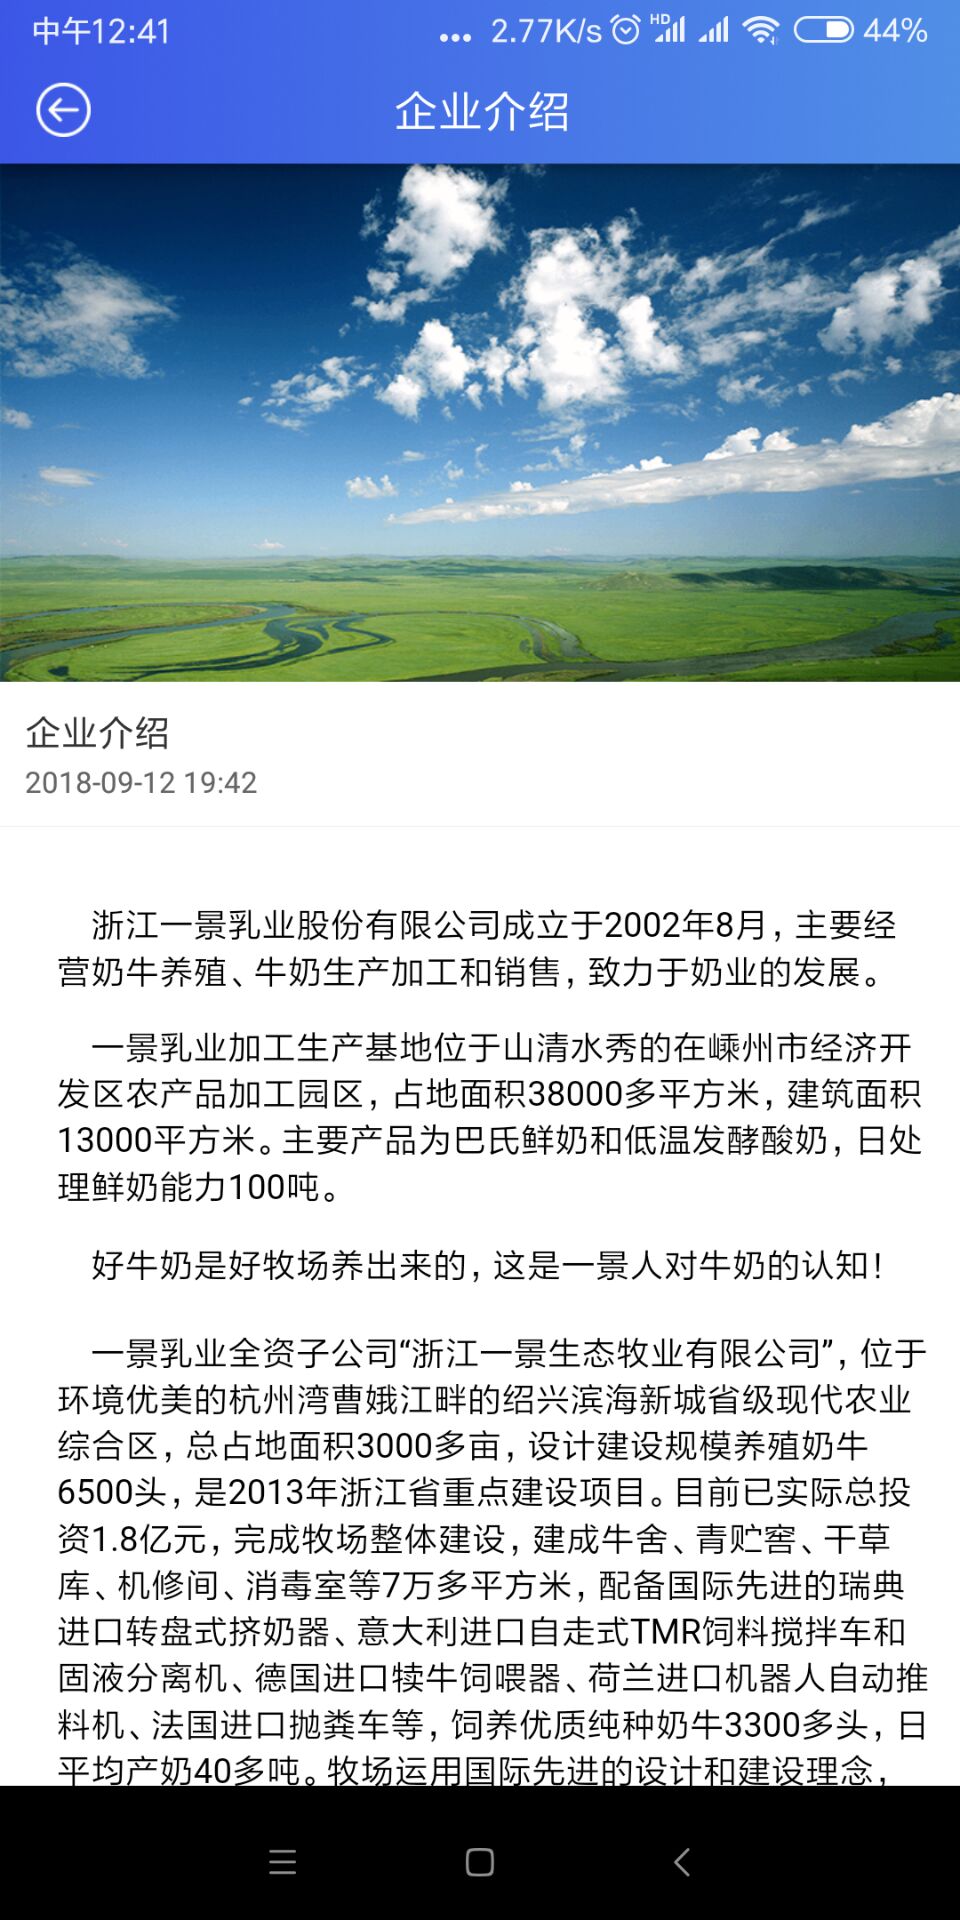 中午12:41
... 2.77K/s HD 44%
企业介绍
企业介绍
2018-09-12 19:42
浙江一景乳业股份有限公司成立于2002年8月，主要经
营奶牛养殖、牛奶生产加工和销售，致力于奶业的发展。
一景乳业加工生产基地位于山清水秀的在嵊州市经济开
发区农产品加工园区，占地面积38000多平方米，建筑面积
13000平方米。主要产品为巴氏鲜奶和低温发酵酸奶，日处
理鲜奶能力100吨。
好牛奶是好牧场养出来的，这是一景人对牛奶的认知！
一景乳业全资子公司“浙江一景生态牧业有限公司”，位于
环境优美的杭州湾曹娥江畔的绍兴滨海新城省级现代农业
综合区，总占地面积3000多亩，设计建设规模养殖奶牛
6500头，是2013年浙江省重点建设项目。目前已实际总投
资1.8亿元，完成牧场整体建设，建成牛舍、青贮窖、干草
库、机修间、消毒室等7万多平方米，配备国际先进的瑞典
进口转盘式挤奶器、意大利进口自走式TMR饲料搅拌车和
固液分离机、德国进口犊牛饲喂器、荷兰进口机器人自动推
料机、法国进口抛粪车等，饲养优质纯种奶牛3300多头，日
平均产奶40多吨。牧场运用国际先进的设计和建设理念，